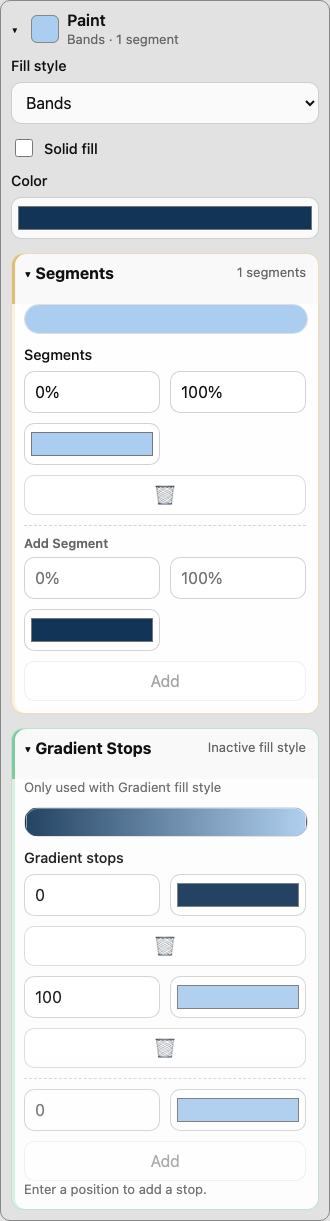 Paint
Bands · 1 segment
Fill style
Bands
Solid fill
Color
Segments 1 segments
Segments
0% 100%
Add Segment
0% 100%
Add
Gradient Stops Inactive fill style
Only used with Gradient fill style
Gradient stops
0
100
0
Add
Enter a position to add a stop.